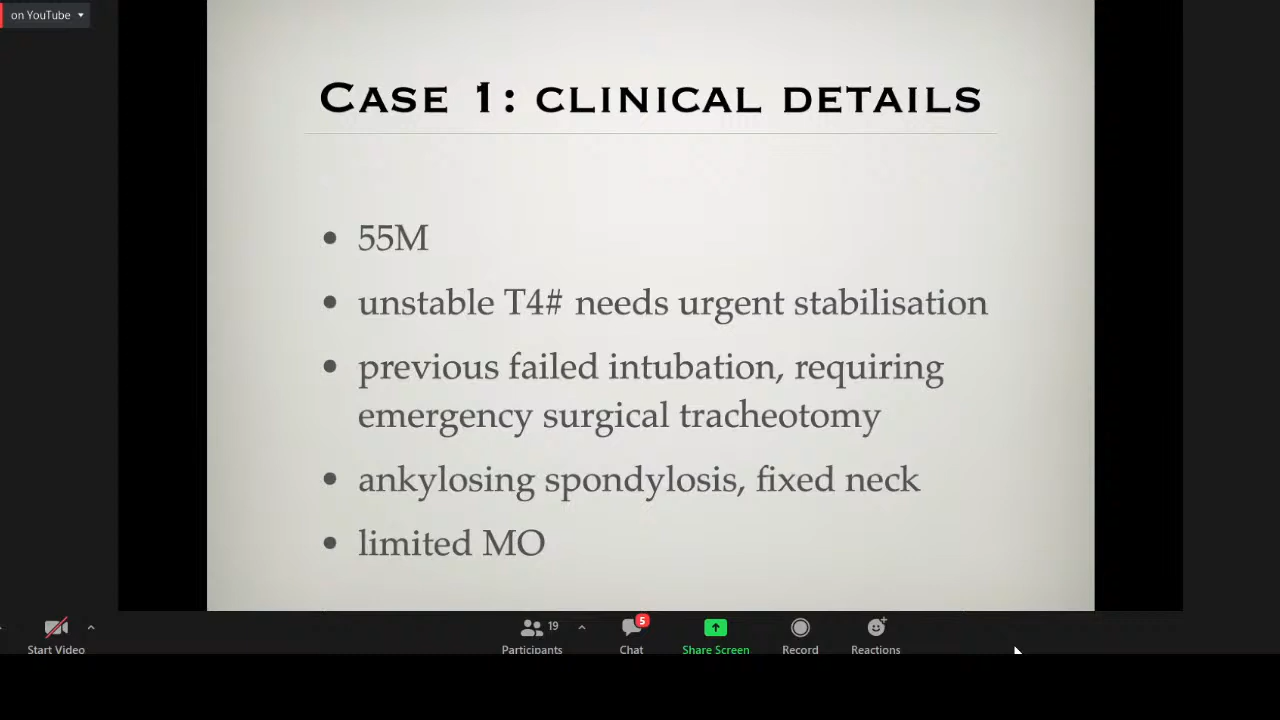 on YouTube
CASE 1: CLINICAL DETAILS
• 55M
• unstable T4# needs urgent stabilisation
• previous failed intubation, requiring
emergency surgical tracheotomy
• ankylosing spondylosis, fixed neck
• limited MO
19
5
Start Video
Participants
Chat
Share Screen
Record
Reactions